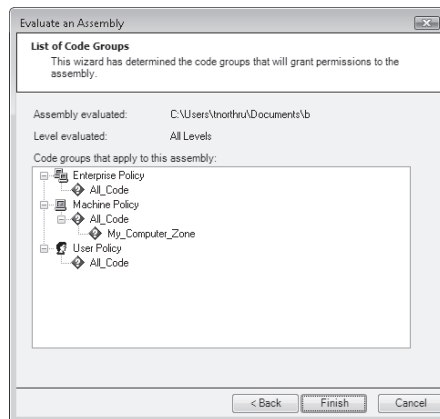 Evaluate an Assembly
List of Code Groups
This wizard has determined the code groups that will grant permissions to the
assembly.
Assembly evaluated: C:\Users\tnorthru\Documents\b
Level evaluated: All Levels
Code groups that apply to this assembly:
Enterprise Policy
All_Code
Machine Policy
All_Code
My_Computer_Zone
User Policy
All_Code
< Back Finish Cancel